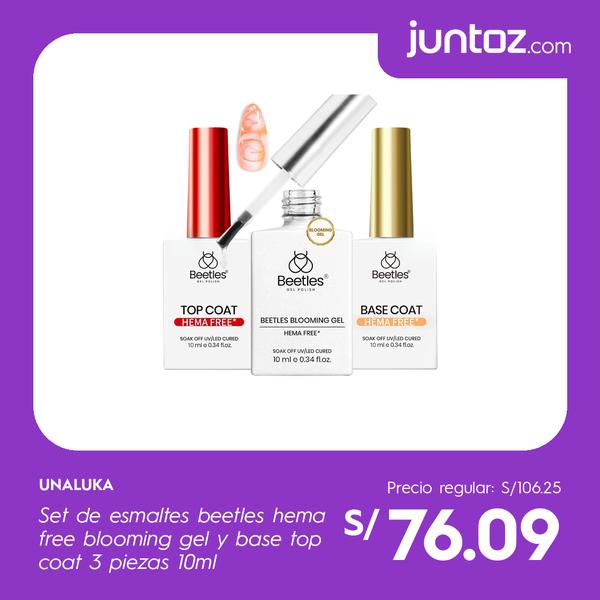 juntoz.com
BLOOMING
GEL
Beetles®
GEL POLISH
TOP COAT
HEMA FREE*
SOAK OFF UV/LED CURED
10 ml e 0.34 fl.oz.
Beetles®
GEL POLISH
BEETLES BLOOMING GEL
HEMA FREE*
SOAK OFF UV/LED CURED
10 ml e 0.34 fl.oz.
Beetles®
GEL POLISH
BASE COAT
HEMA FREE*
SOAK OFF UV/LED CURED
10 ml e 0.34 fl.oz.
UNALUKA
Set de esmaltes beetles hema
free blooming gel y base top
coat 3 piezas 10ml
Precio regular: S/106.25
S/76.09